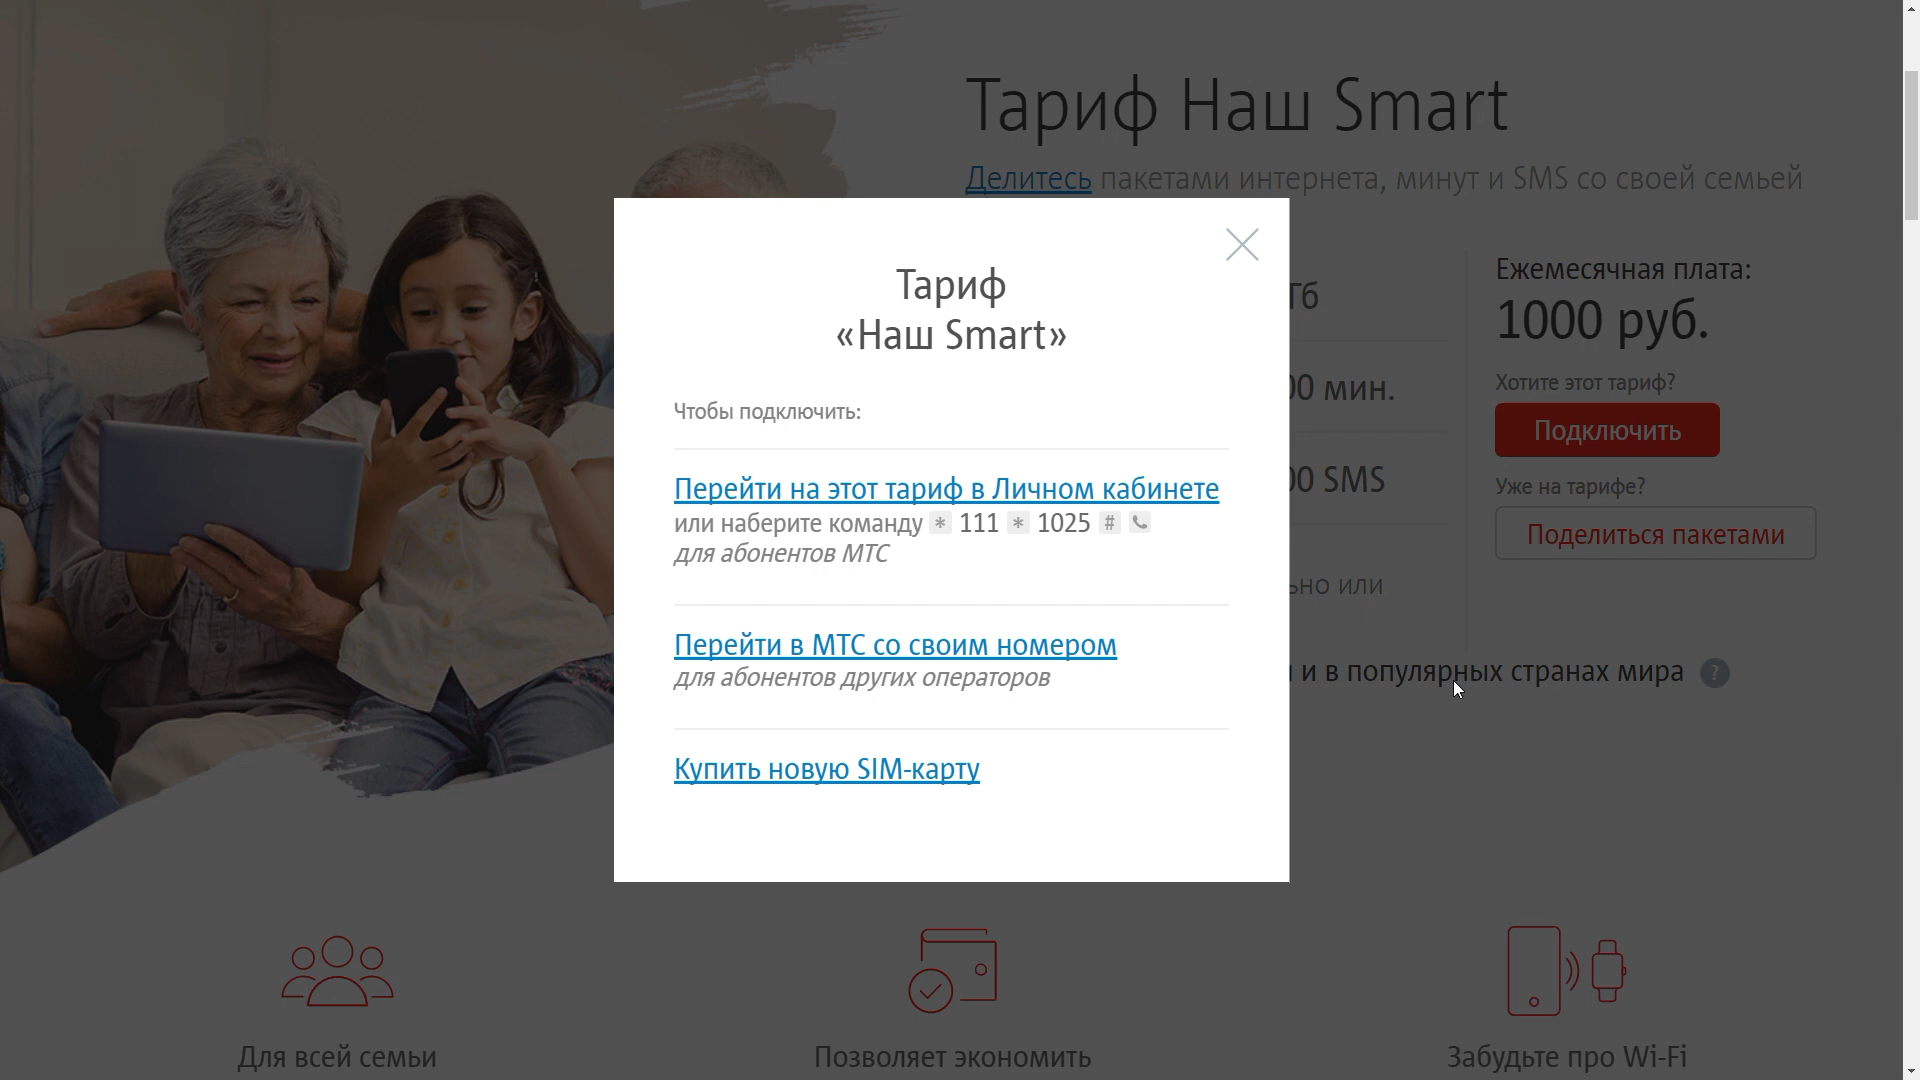 Тариф Наш Smart
Делитесь пакетами интернета, минут и SMS со своей семьей
Тариф
«Наш Smart»
Чтобы подключить:
Перейти на этот тариф в Личном кабинете
или наберите команду * 111 * 1025 #
для абонентов МТС
Перейти в МТС со своим номером
для абонентов других операторов
Купить новую SIM-карту
Гб
00 мин.
00 SMS
или
и в популярных странах мира ?
Ежемесячная плата:
1000 руб.
Хотите этот тариф?
Подключить
Уже на тарифе?
Поделиться пакетами
Для всей семьи
Позволяет экономить
Забудьте про Wi-Fi